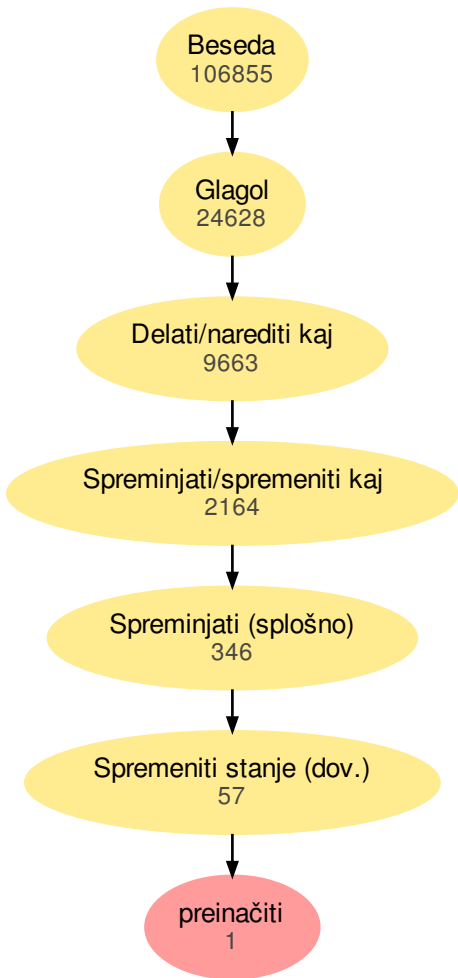 Beseda
106855
Glagol
24628
Delati/narediti kaj
9663
Spreminjati/spremeniti kaj
2164
Spreminjati (splošno)
346
Spremeniti stanje (dov.)
57
preinačiti
1